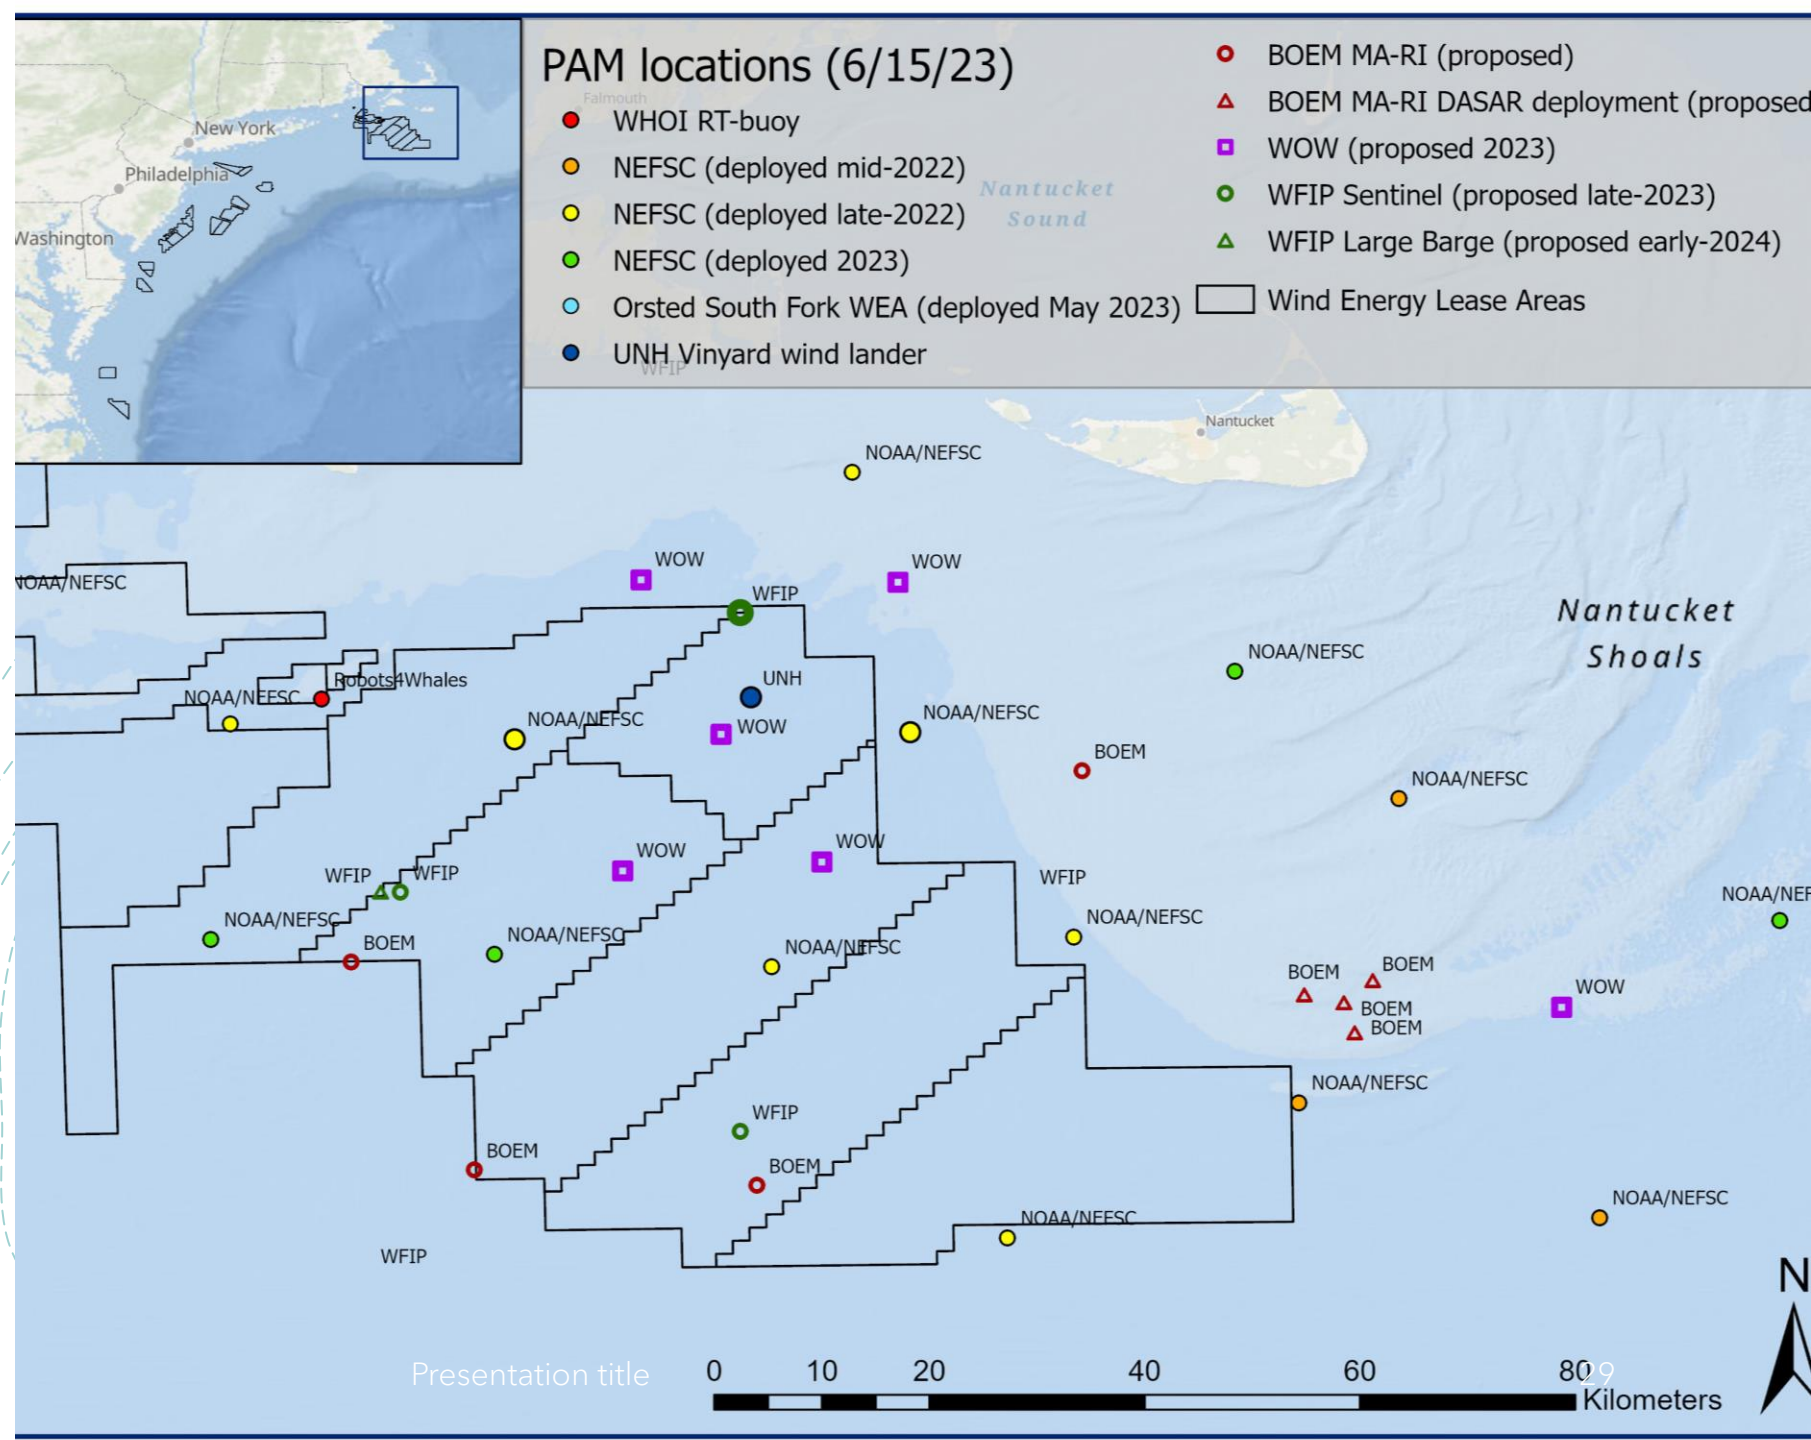 New York
Philadelphia
Washington
PAM locations (6/15/23)
Falmouth
WHOI RT-buoy
NEFSC (deployed mid-2022)
NEFSC (deployed late-2022)
NEFSC (deployed 2023)
Orsted South Fork WEA (deployed May 2023)
UNH Vinyard wind lander
WFIP
BOEM MA-RI (proposed)
BOEM MA-RI DASAR deployment (proposed
WOW (proposed 2023)
WFIP Sentinel (proposed late-2023)
WFIP Large Barge (proposed early-2024)
Wind Energy Lease Areas
Nantucket
Sound
Nantucket
NOAA/NEFSC
WOW
WOW
NOAA/NEFSC
WFIP
Nantucket
Shoals
NOAA/NEFSC
Robots4Whales
UNH
NOAA/NEFSC
NOAA/NEFSC
NOAA/NEFSC
WOW
BOEM
NOAA/NEFSC
WOW
WOW
WFIP
WFIP
WFIP
NOAA/NEF
NOAA/NEFSC
NOAA/NEFSC
BOEM
NOAA/NEFSC
NOAA/NEFSC
BOEM
BOEM
WOW
BOEM
BOEM
NOAA/NEFSC
WFIP
BOEM
BOEM
NOAA/NEFSC
NOAA/NEFSC
WFIP
N
Presentation title
0 10 20 40 60 80
29
Kilometers